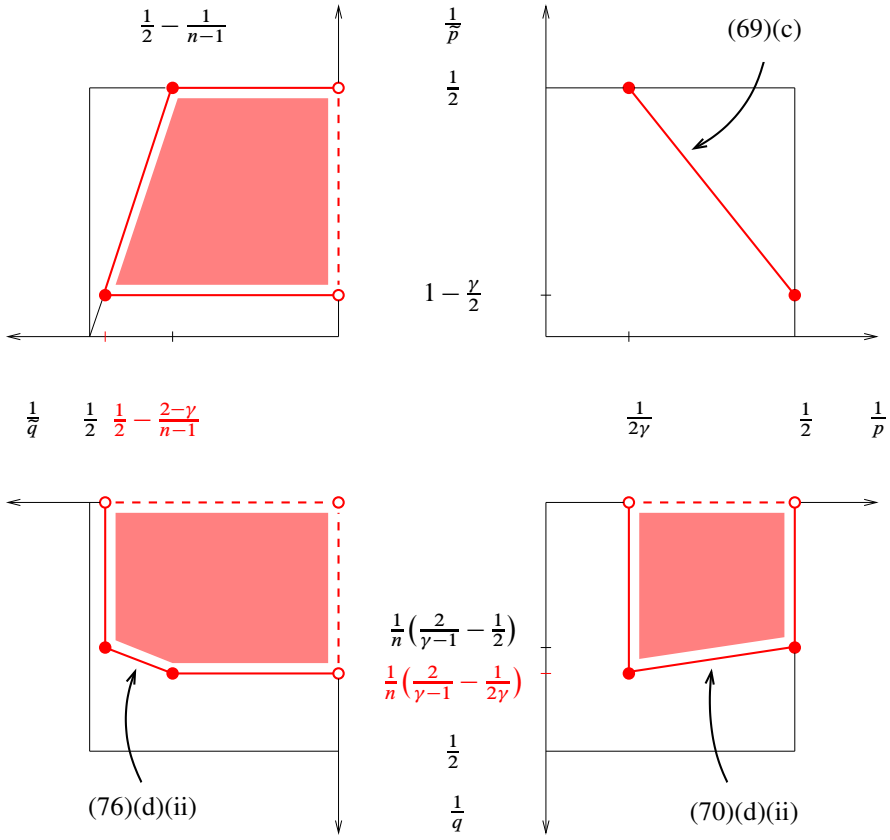 1/2 − 1/(n−1)
1/p̃
(69)(c)
1/2
1 − γ/2
1/q̃ 1/2 1/2 − (2−γ)/(n−1) 1/(2γ) 1/2 1/p
1/n(2/(γ−1) − 1/2)
1/n(2/(γ−1) − 1/(2γ))
1/2
(76)(d)(ii) 1/q (70)(d)(ii)